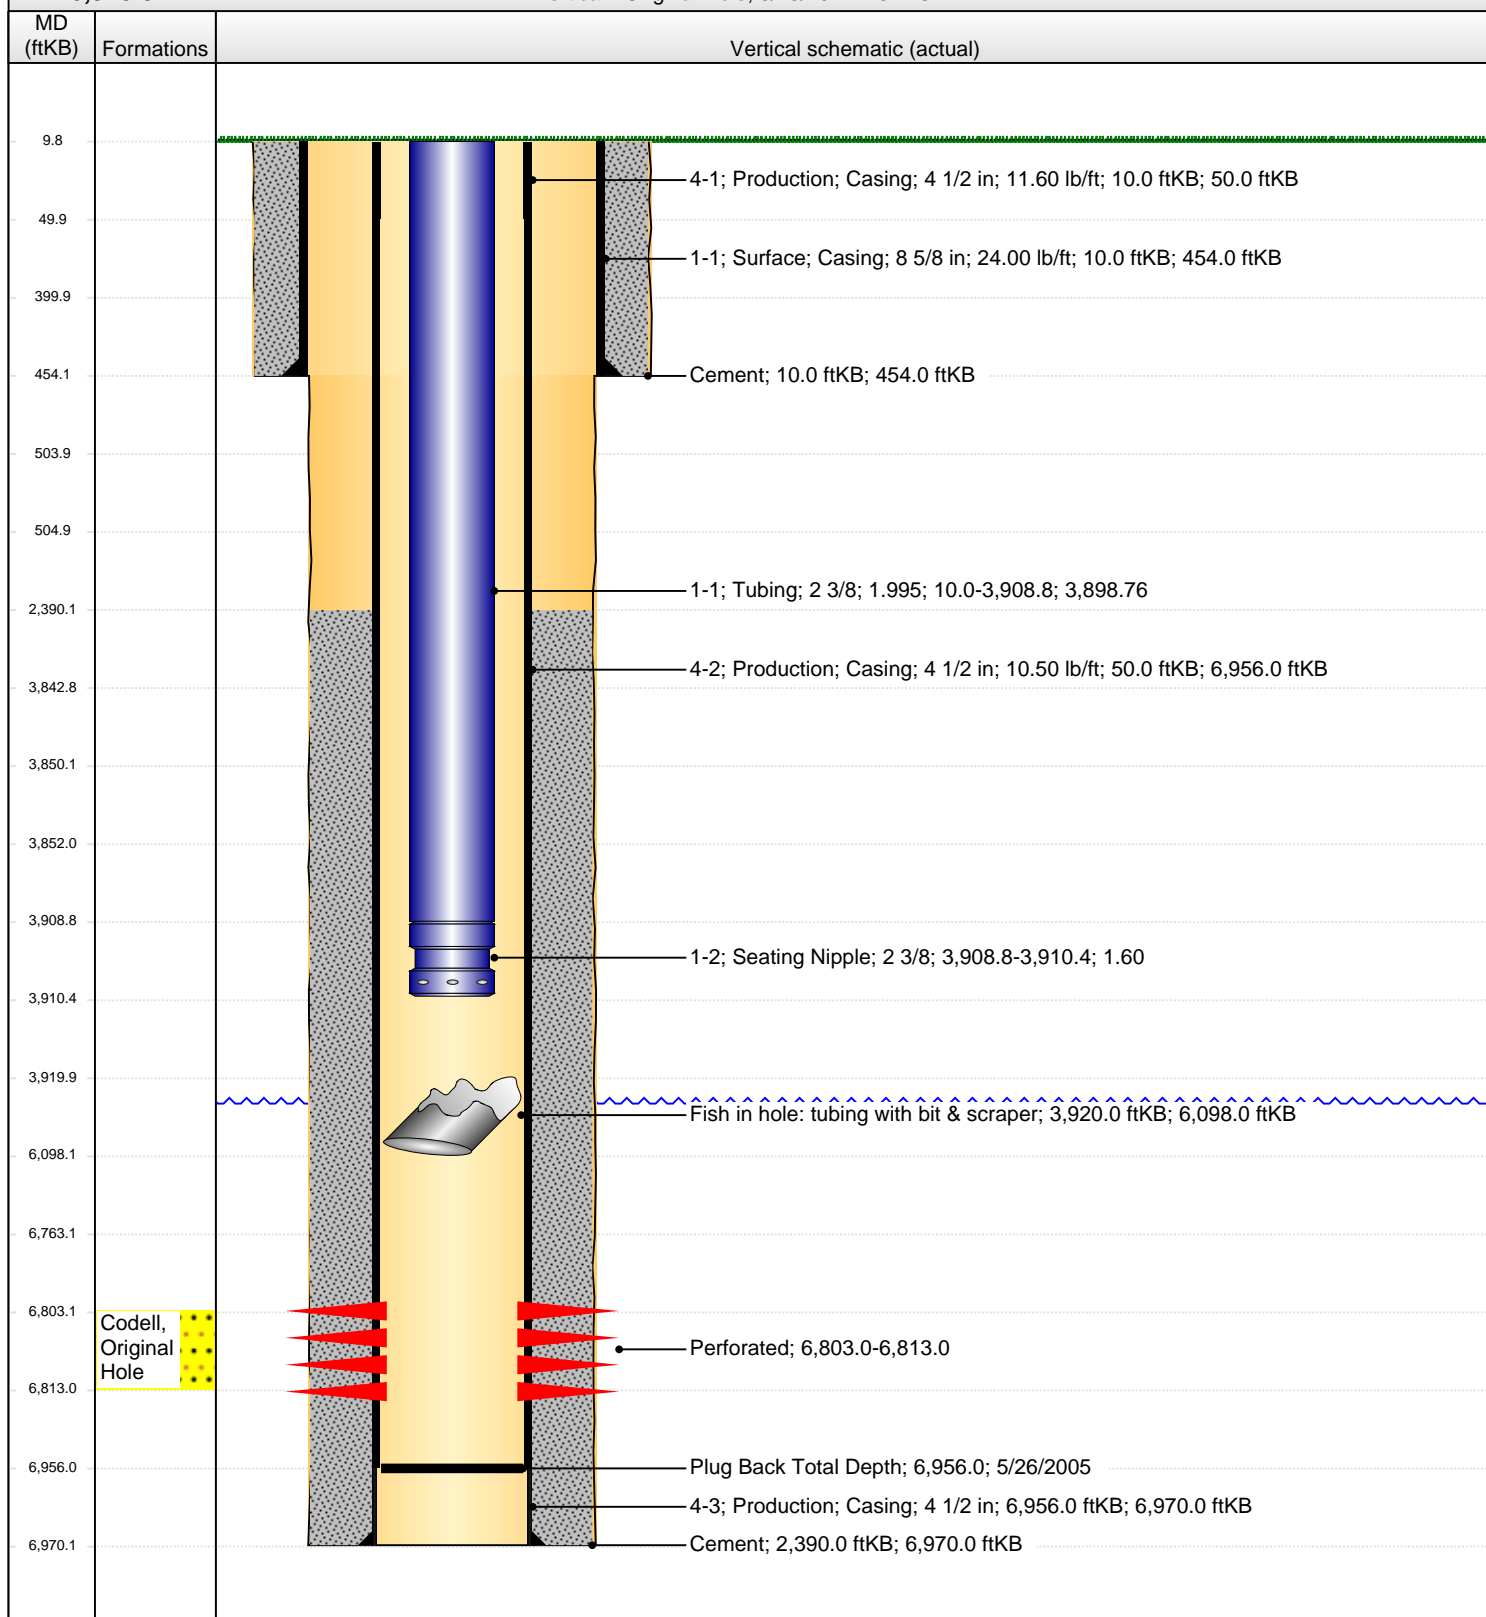 MD
(ftKB)
Formations
Vertical schematic (actual)
9.8
4-1; Production; Casing; 4 1/2 in; 11.60 lb/ft; 10.0 ftKB; 50.0 ftKB
49.9
1-1; Surface; Casing; 8 5/8 in; 24.00 lb/ft; 10.0 ftKB; 454.0 ftKB
399.9
454.1
Cement; 10.0 ftKB; 454.0 ftKB
503.9
504.9
1-1; Tubing; 2 3/8; 1.995; 10.0-3,908.8; 3,898.76
2,390.1
4-2; Production; Casing; 4 1/2 in; 10.50 lb/ft; 50.0 ftKB; 6,956.0 ftKB
3,842.8
3,850.1
3,852.0
3,908.8
1-2; Seating Nipple; 2 3/8; 3,908.8-3,910.4; 1.60
3,910.4
3,919.9
Fish in hole: tubing with bit & scraper; 3,920.0 ftKB; 6,098.0 ftKB
6,098.1
6,763.1
6,803.1
Codell,
Original
Hole
Perforated; 6,803.0-6,813.0
6,813.0
6,956.0
Plug Back Total Depth; 6,956.0; 5/26/2005
4-3; Production; Casing; 4 1/2 in; 6,956.0 ftKB; 6,970.0 ftKB
6,970.1
Cement; 2,390.0 ftKB; 6,970.0 ftKB